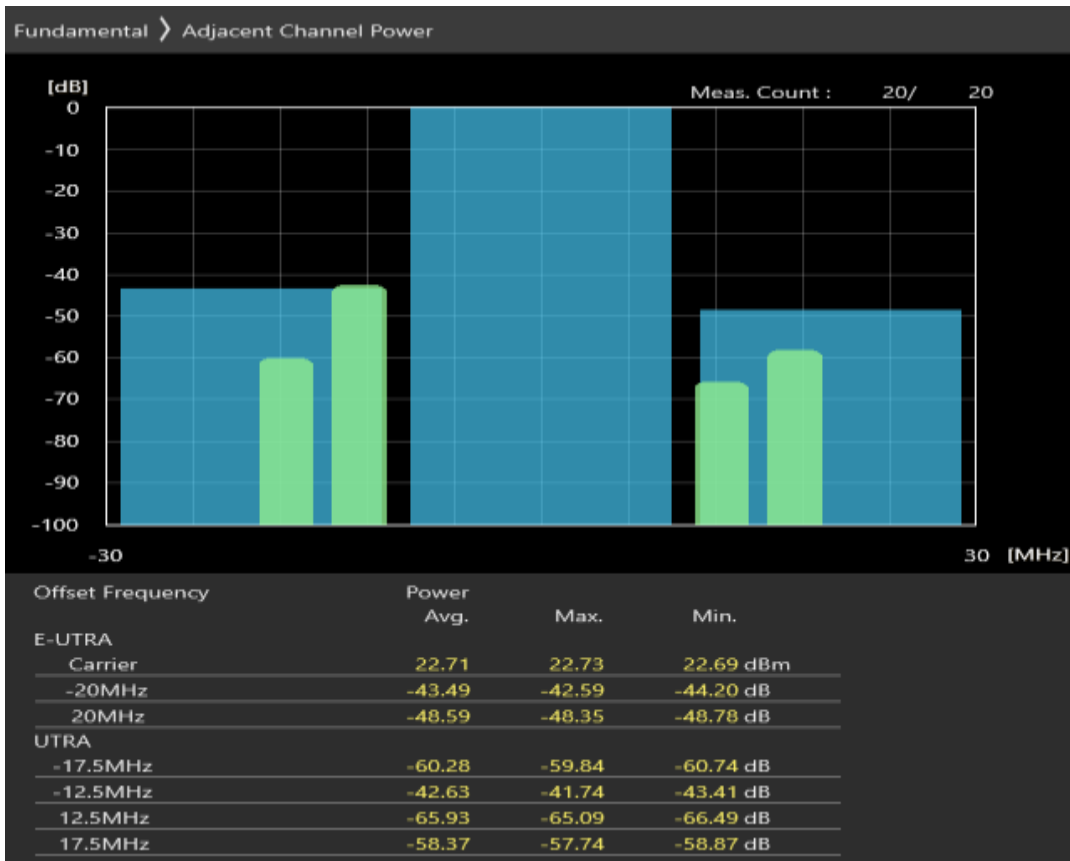 Fundamental 〉 Adjacent Channel Power
[dB]
Meas. Count : 20/ 20
0
-10
-20
-30
-40
-50
-60
-70
-80
-90
-100
-30 30 [MHz]
Offset Frequency Power
Avg. Max. Min.
E-UTRA
Carrier 22.71 22.73 22.69 dBm
-20MHz -43.49 -42.59 -44.20 dB
20MHz -48.59 -48.35 -48.78 dB
UTRA
-17.5MHz -60.28 -59.84 -60.74 dB
-12.5MHz -42.63 -41.74 -43.41 dB
12.5MHz -65.93 -65.09 -66.49 dB
17.5MHz -58.37 -57.74 -58.87 dB